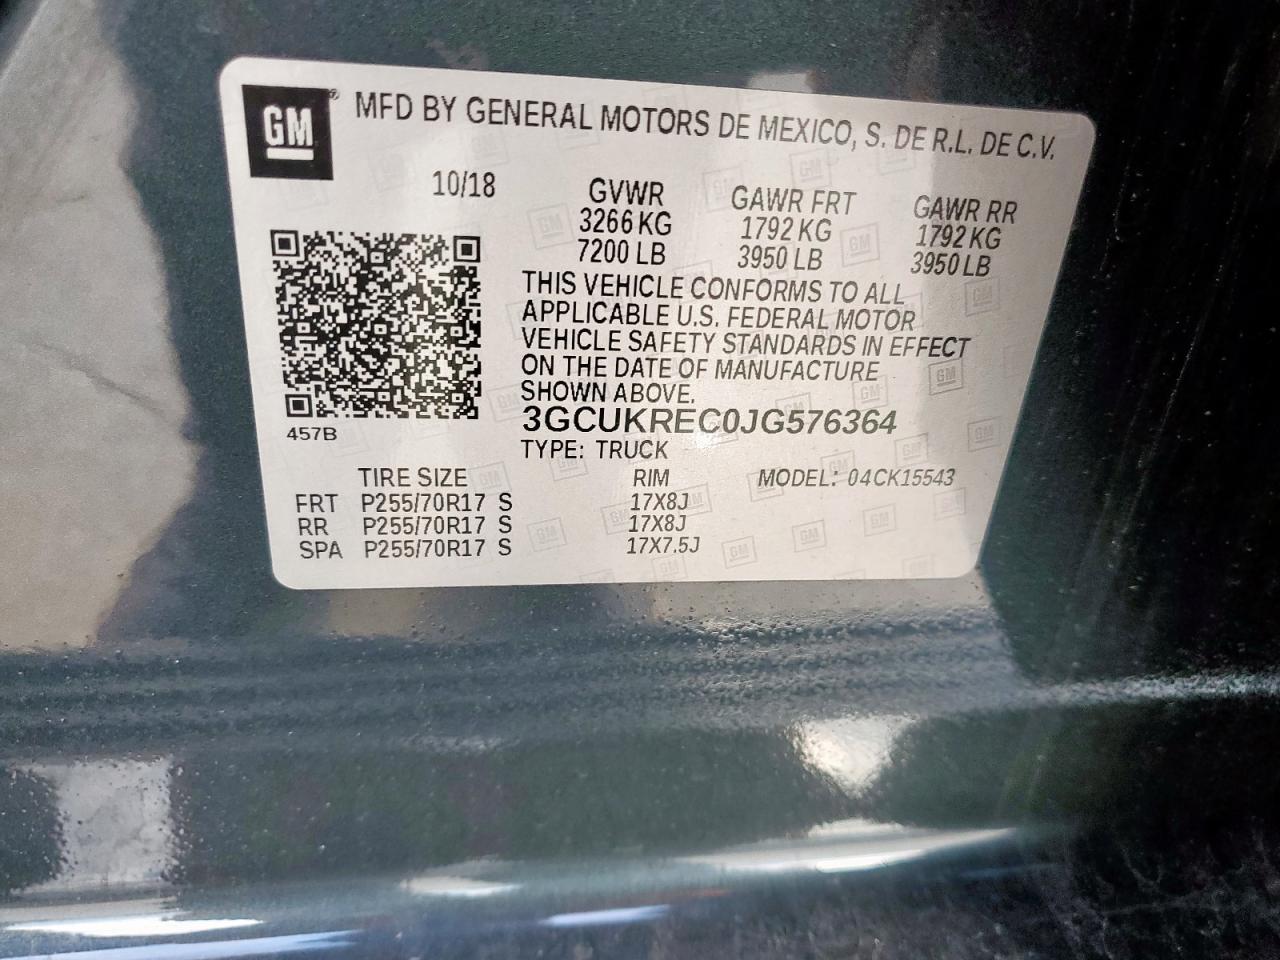 GM
MFD BY GENERAL MOTORS DE MEXICO, S. DE R.L. DE C.V.
10/18
GVWR GAWR FRT GAWR RR
3266 KG 1792 KG 1792 KG
7200 LB 3950 LB 3950 LB
THIS VEHICLE CONFORMS TO ALL
APPLICABLE U.S. FEDERAL MOTOR
VEHICLE SAFETY STANDARDS IN EFFECT
ON THE DATE OF MANUFACTURE
SHOWN ABOVE.
3GCUKREC0JG576364
457B
TYPE: TRUCK
TIRE SIZE RIM MODEL: 04CK15543
FRT P255/70R17 S 17X8J
RR P255/70R17 S 17X8J
SPA P255/70R17 S 17X7.5J